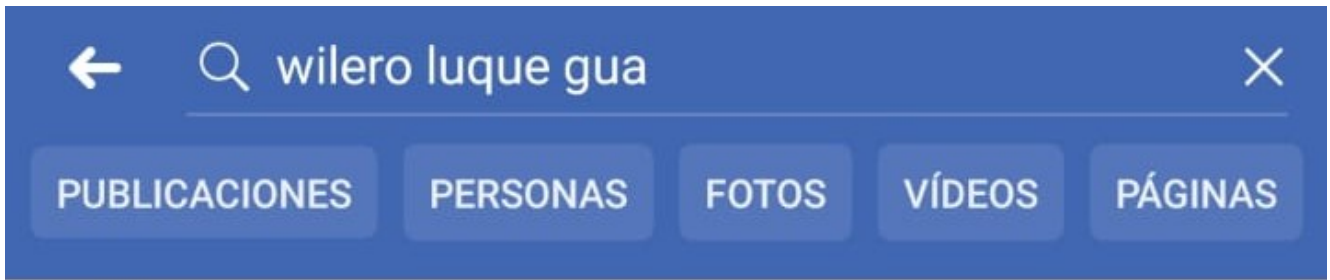 wilero luque gua
PUBLICACIONES PERSONAS FOTOS VÍDEOS PÁGINAS